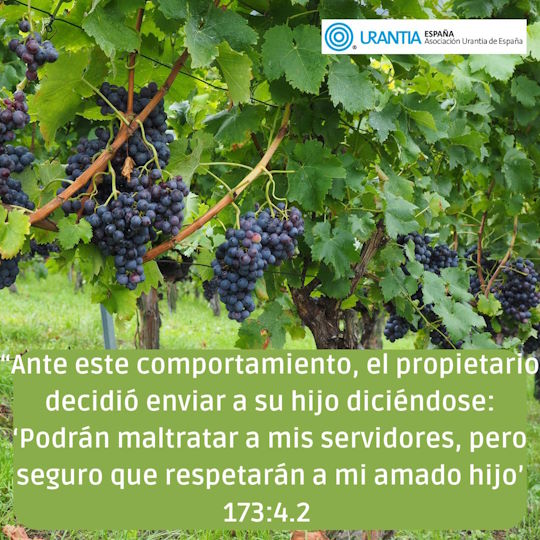 URANTIA ESPAÑA
Asociación Urantia de España
®
“Ante este comportamiento, el propietario
decidió enviar a su hijo diciéndose:
‘Podrán maltratar a mis servidores, pero
seguro que respetarán a mi amado hijo’
173:4.2